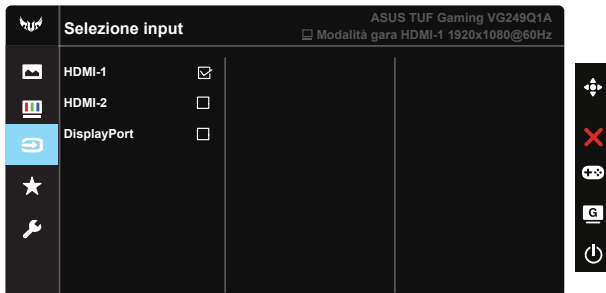 Selezione input
ASUS TUF Gaming VG249Q1A
Modalità gara HDMI-1 1920x1080@60Hz
HDMI-1
HDMI-2
DisplayPort
G